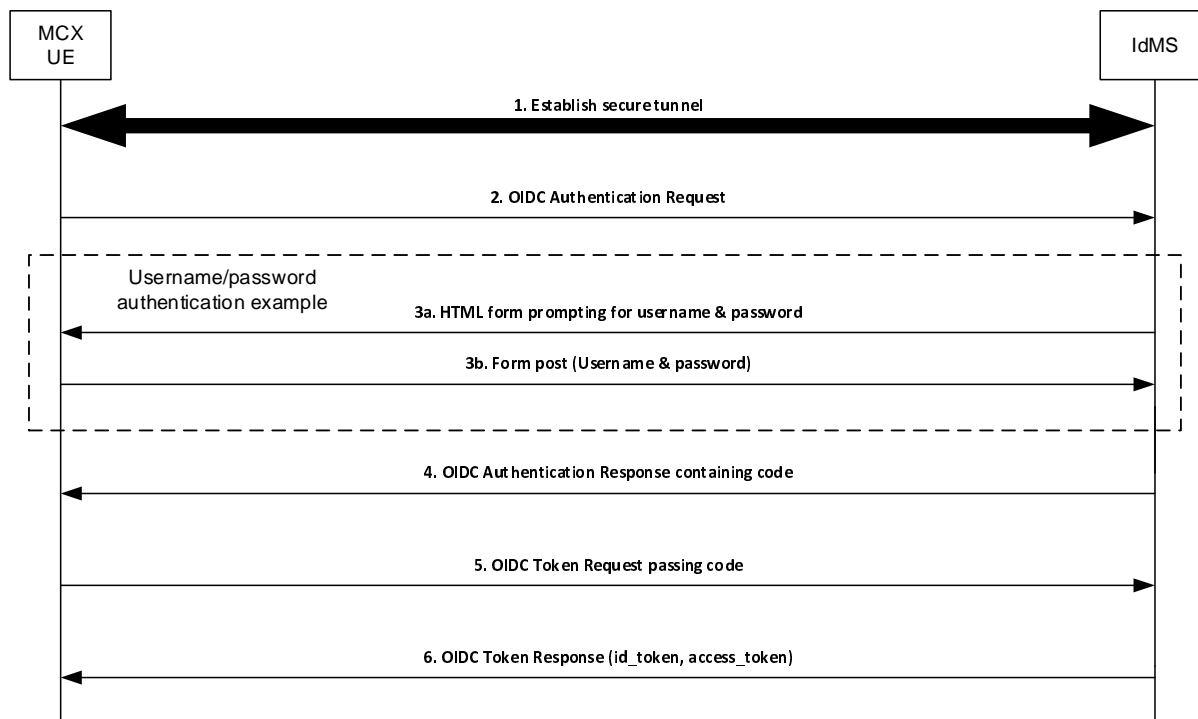 MCX
UE
IdMS
1. Establish secure tunnel
2. OIDC Authentication Request
Username/password
authentication example
3a. HTML form prompting for username & password
3b. Form post (Username & password)
4. OIDC Authentication Response containing code
5. OIDC Token Request passing code
6. OIDC Token Response (id_token, access_token)